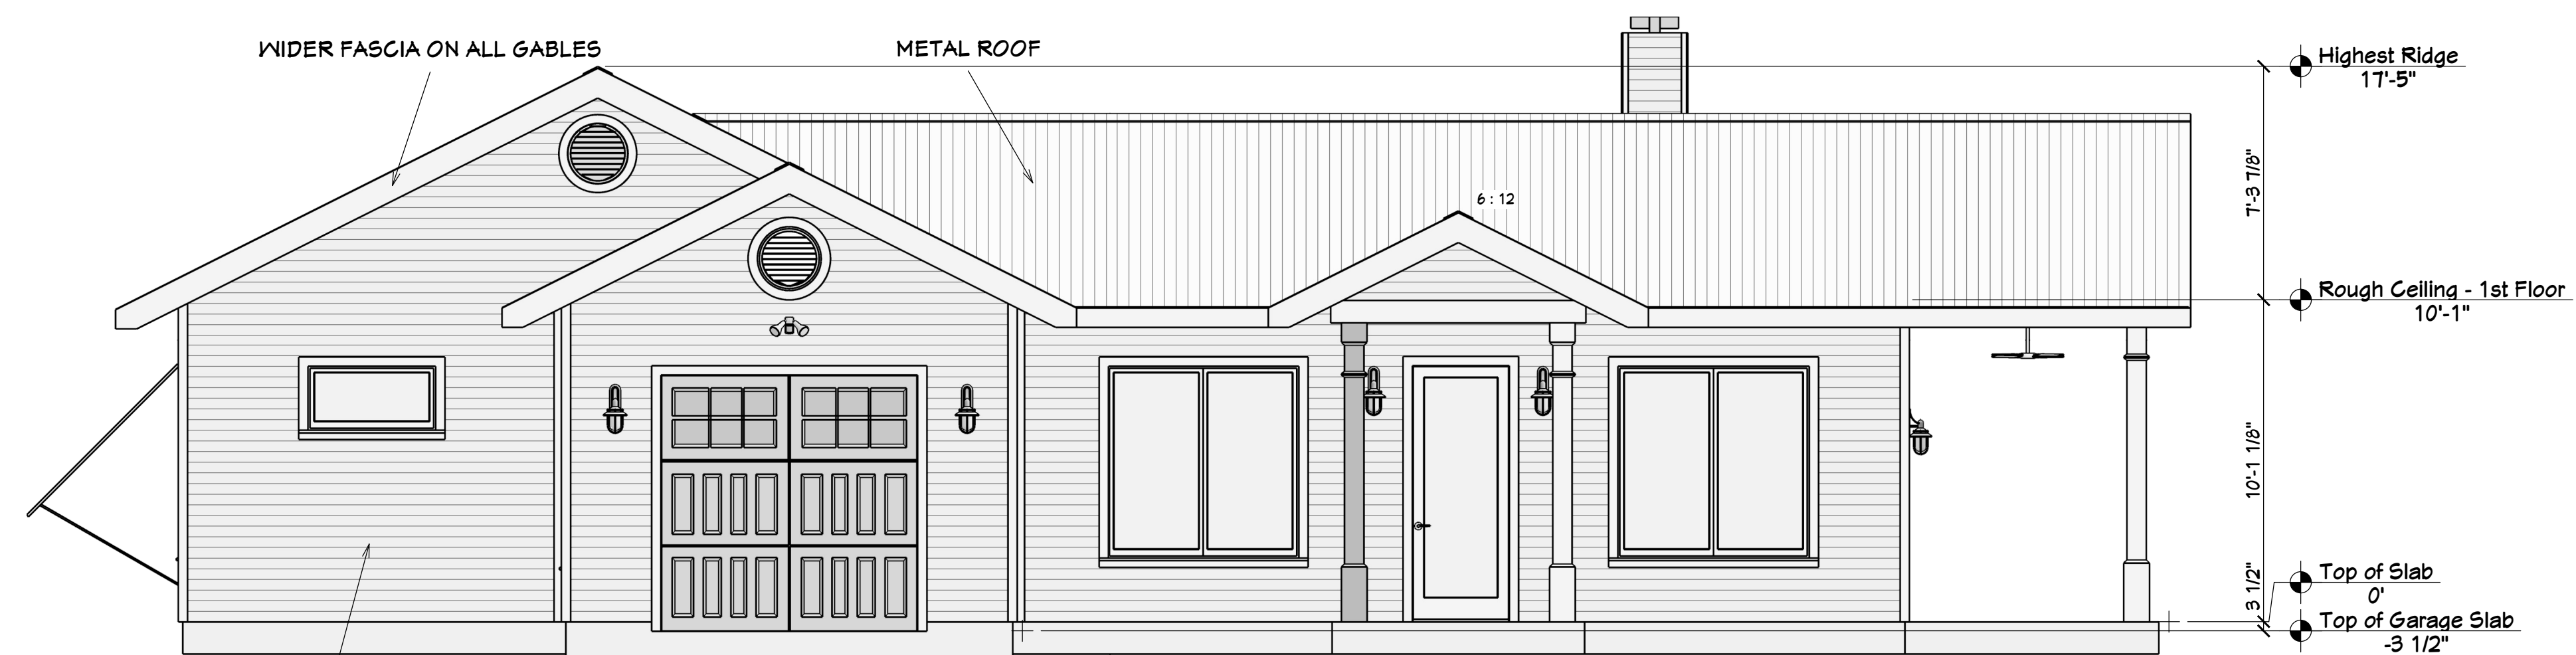 WIDER FASCIA ON ALL GABLES
METAL ROOF
Highest Ridge
17'-5"
7'-3 7/8"
6 : 12
Rough Ceiling - 1st Floor
10'-1"
10'-1 1/8"
3 1/2"
Top of Slab
0'
Top of Garage Slab
-3 1/2"